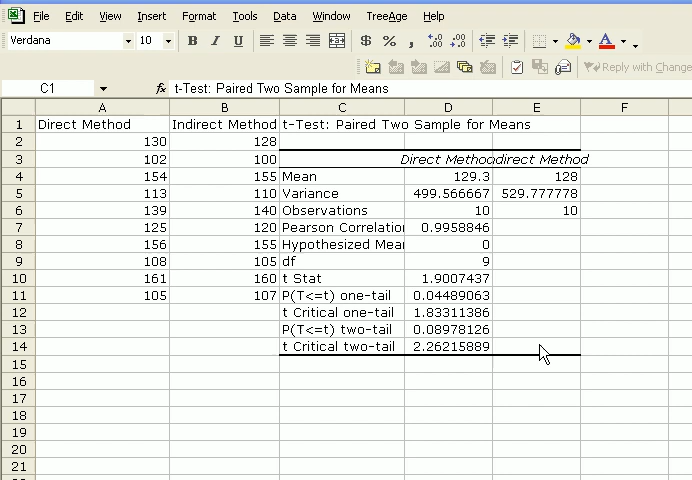 File Edit View Insert Format Tools Data Window TreeAge Help
Verdana 10 B I U $ % , .00 .00
Reply with Change
C1 fx t-Test: Paired Two Sample for Means
A B C D E F
1 Direct Method Indirect Method t-Test: Paired Two Sample for Means
2 130 128
3 102 100 Direct Method direct Method
4 154 155 Mean 129.3 128
5 113 110 Variance 499.566667 529.777778
6 139 140 Observations 10 10
7 125 120 Pearson Correlation 0.9958846
8 156 155 Hypothesized Mean 0
9 108 105 df 9
10 161 160 t Stat 1.9007437
11 105 107 P(T<=t) one-tail 0.04489063
12 t Critical one-tail 1.83311386
13 P(T<=t) two-tail 0.08978126
14 t Critical two-tail 2.26215889
15
16
17
18
19
20
21